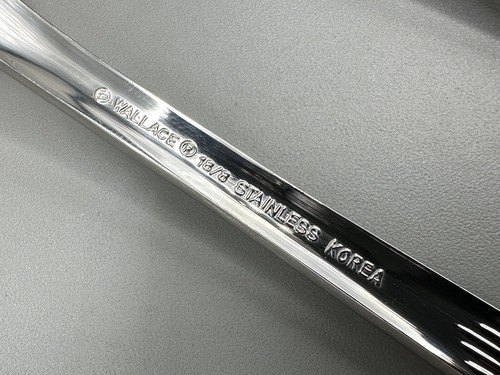 Ⓢ WALLACE ® 18/8 STAINLESS KOREA